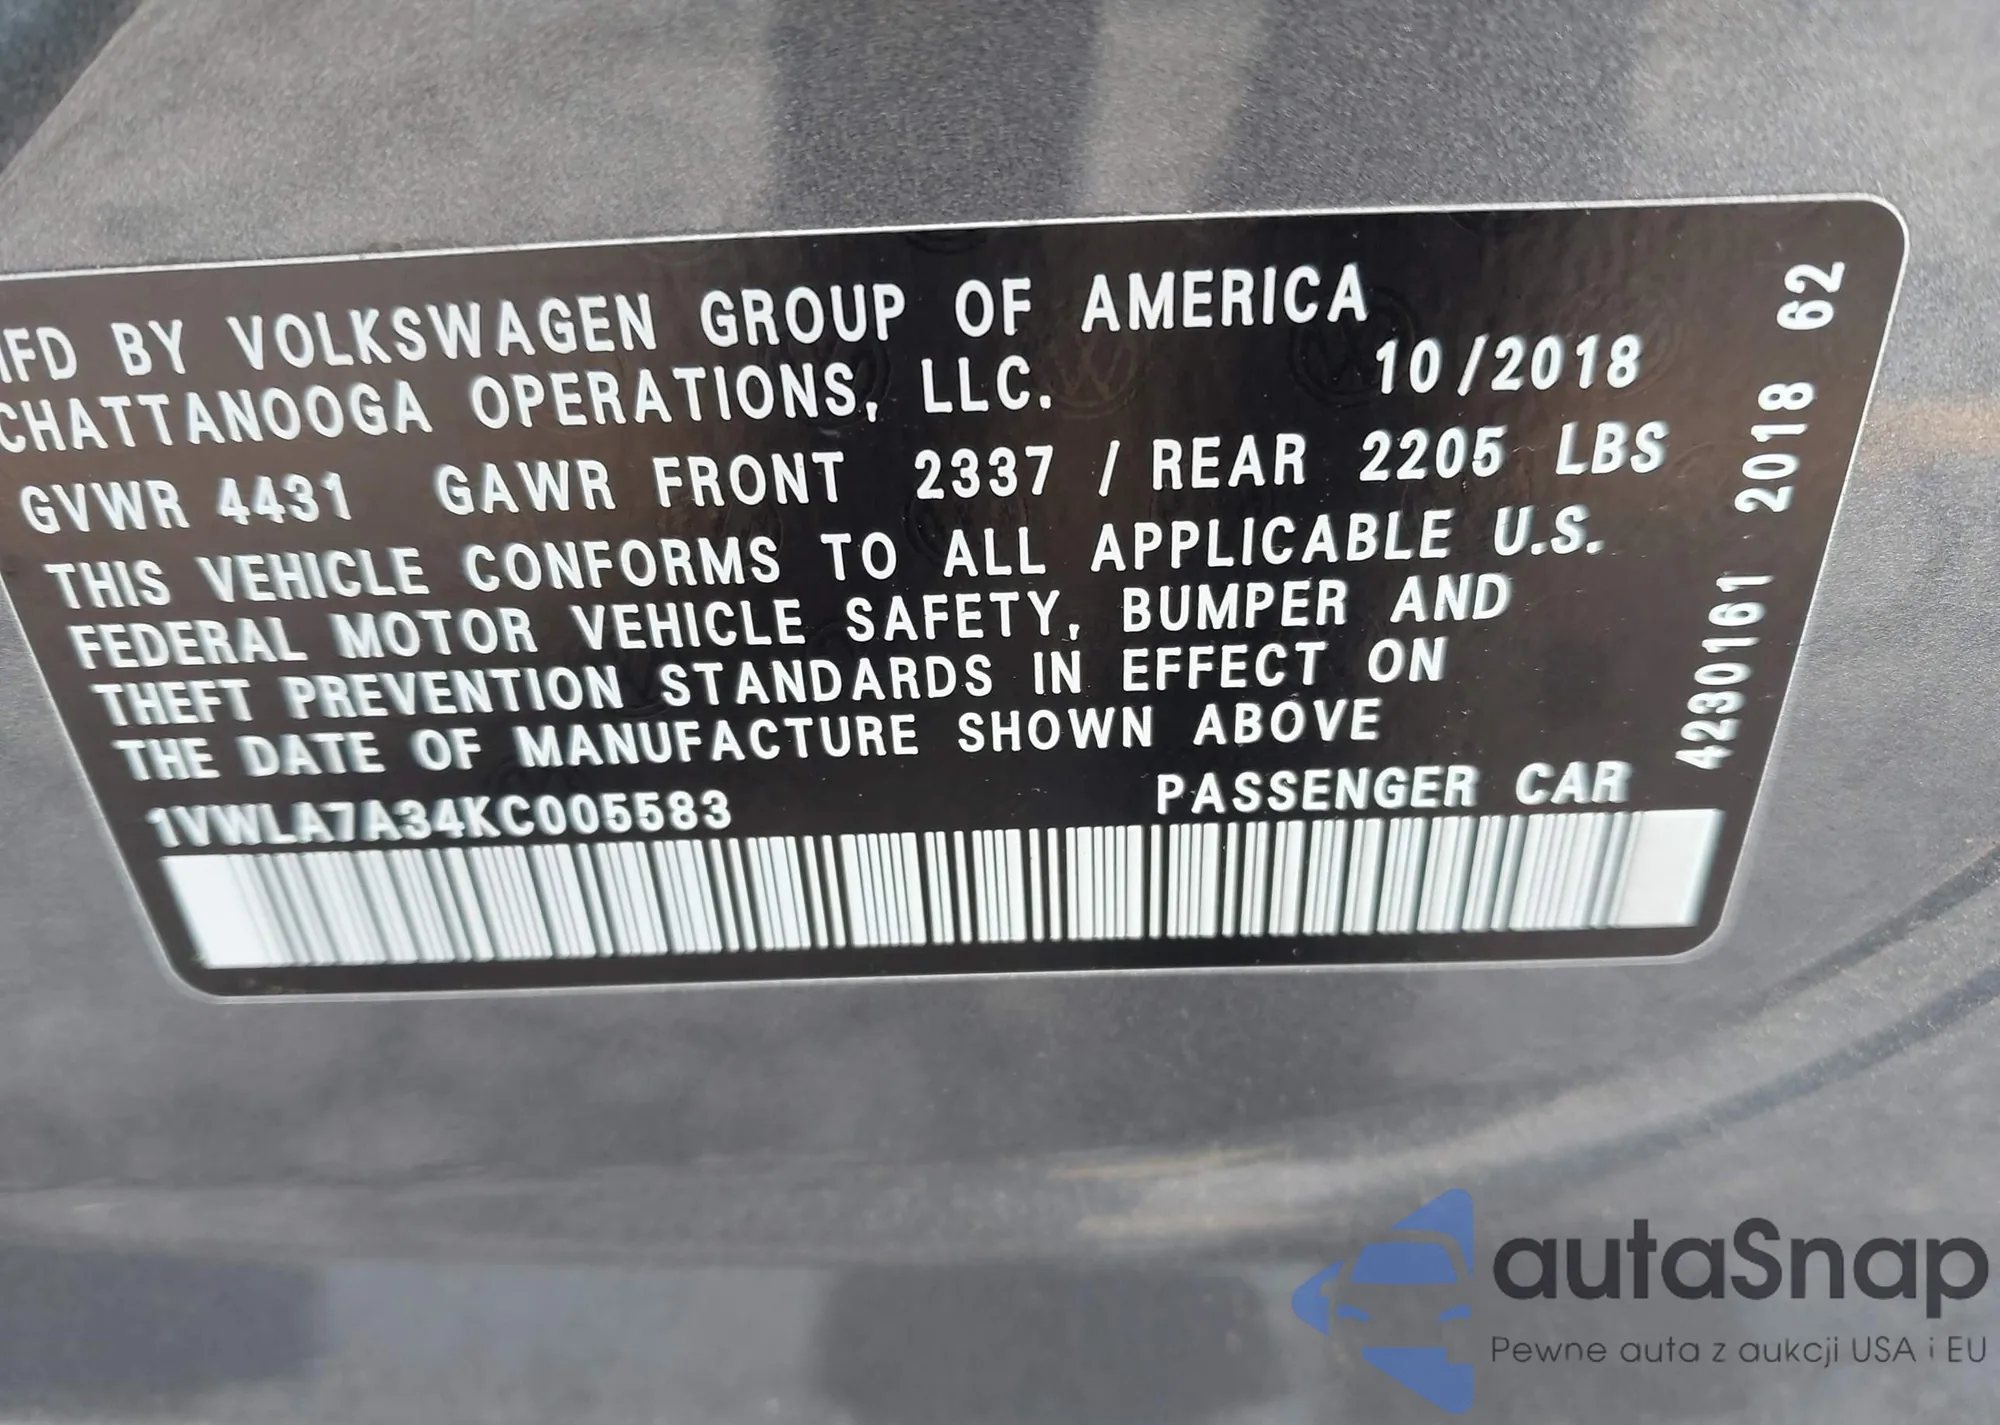 MFD BY VOLKSWAGEN GROUP OF AMERICA
CHATTANOOGA OPERATIONS, LLC. 10/2018
GVWR 4431 GAWR FRONT 2337 / REAR 2205 LBS
THIS VEHICLE CONFORMS TO ALL APPLICABLE U.S.
FEDERAL MOTOR VEHICLE SAFETY, BUMPER AND
THEFT PREVENTION STANDARDS IN EFFECT ON
THE DATE OF MANUFACTURE SHOWN ABOVE
1VWLA7A34KC005583 PASSENGER CAR
4230161 2018 62
autaSnap
Pewne auta z aukcji USA i EU